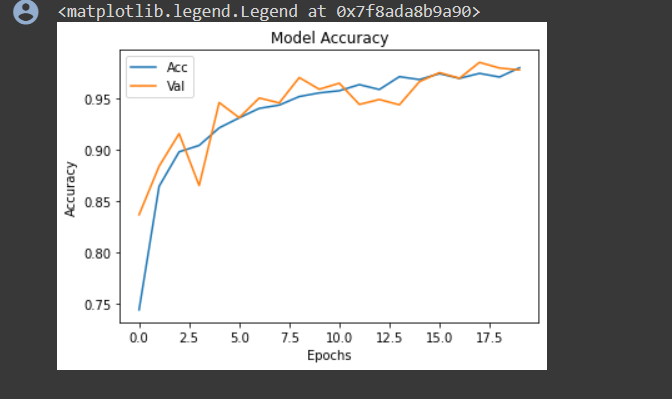 <matplotlib.legend.Legend at 0x7f8ada8b9a90>
Model Accuracy
Acc
Val
0.95
0.90
0.85
0.80
0.75
Accuracy
0.0 2.5 5.0 7.5 10.0 12.5 15.0 17.5
Epochs